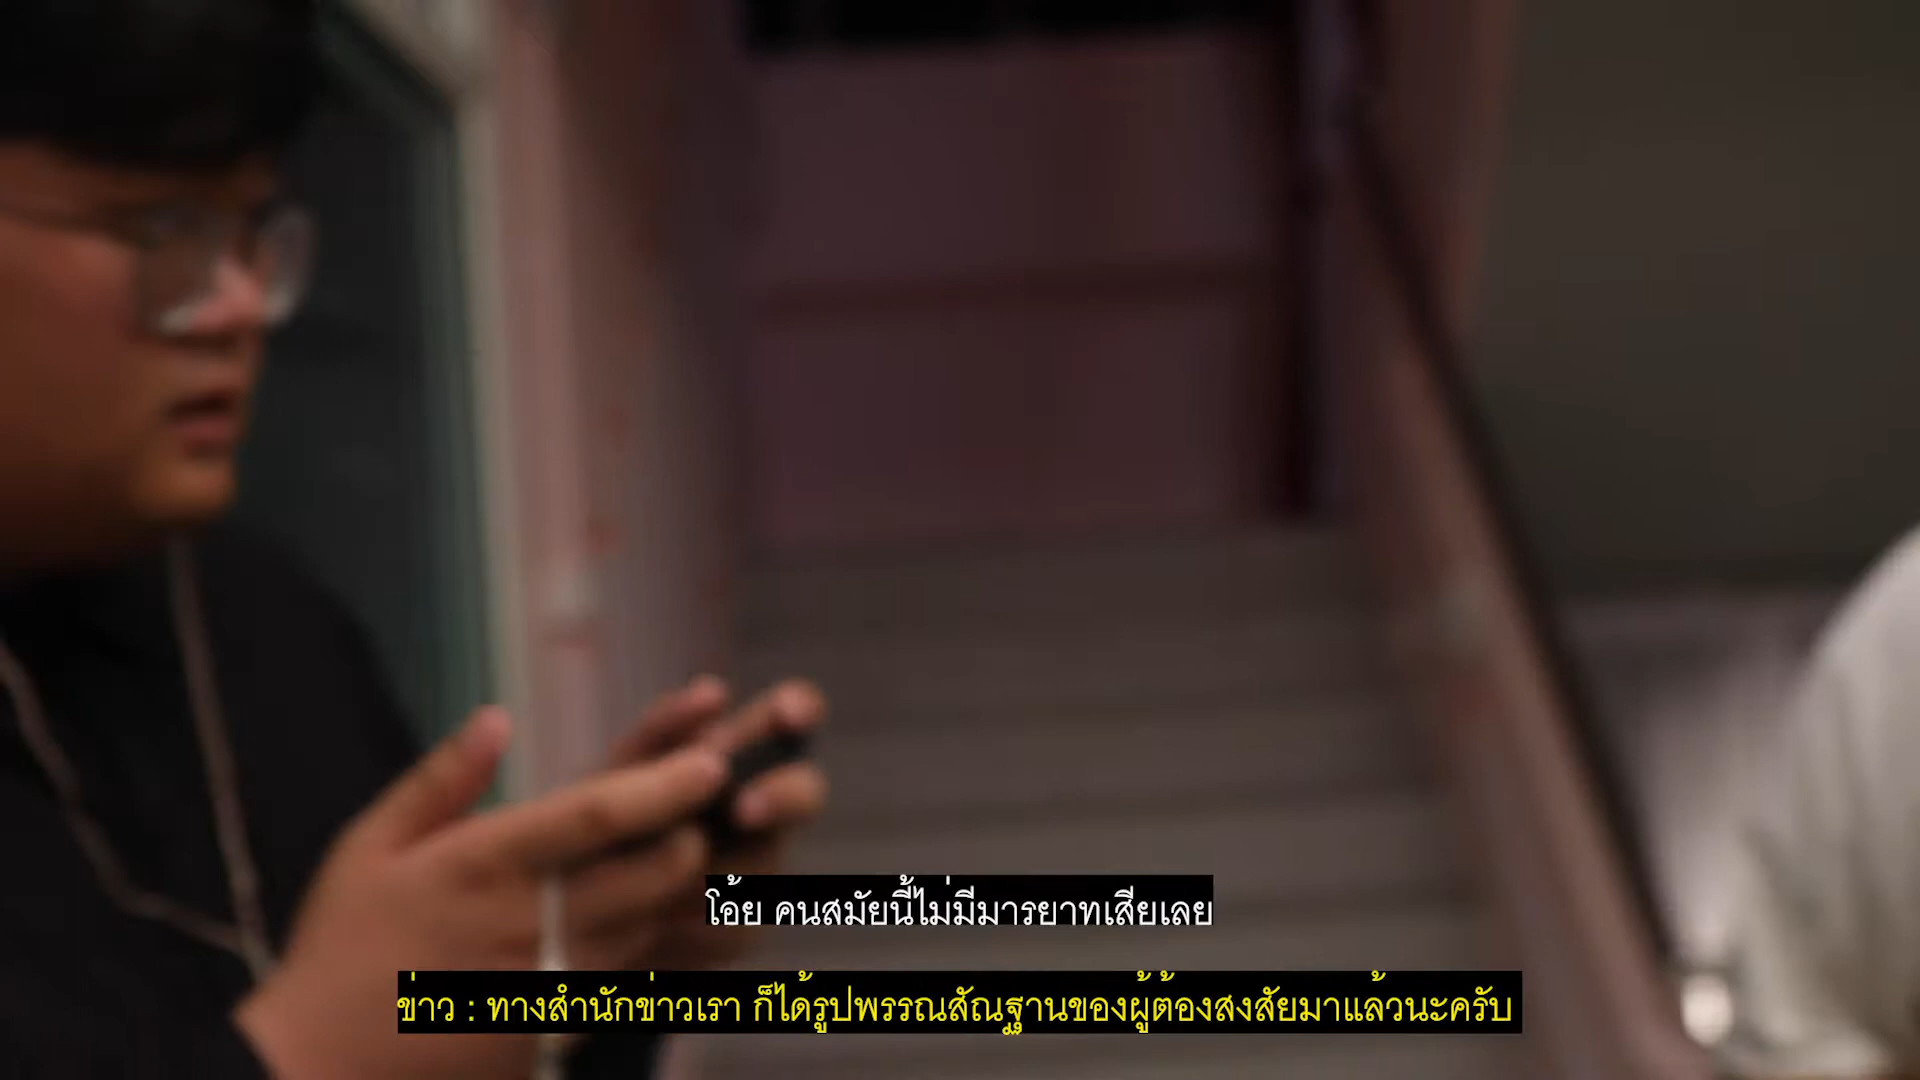 โอ้ย คนสมัยนี้ไม่มีมารยาทเสียเลย
ข่าว : ทางสำนักข่าวเรา ก็ได้รูปพรรณสัณฐานของผู้ต้องสงสัยมาแล้วนะครับ